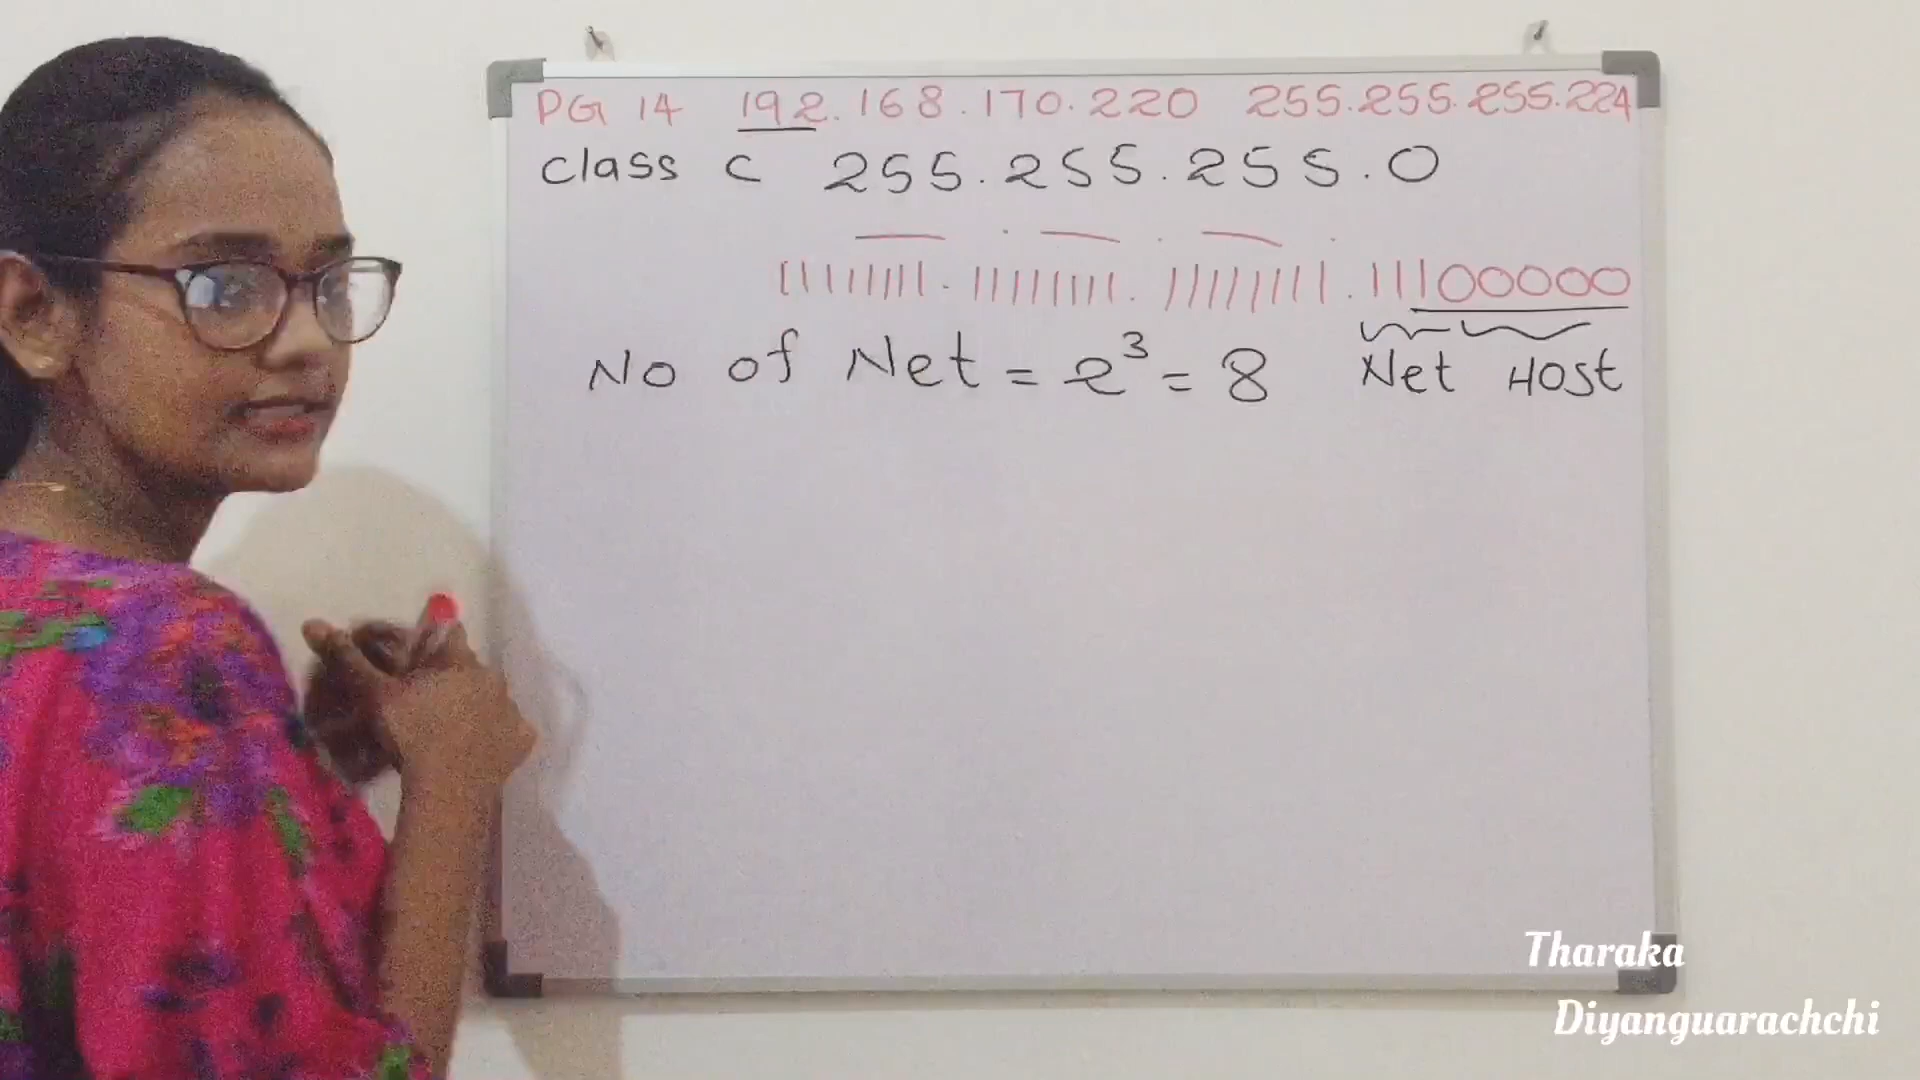 PG 14 192.168.170.220 255.255.255.224
class C 255.255.255.0
11111111.11111111.11111111.11100000
No of Net = 2³ = 8 Net Host
Tharaka
Diyanguarachchi